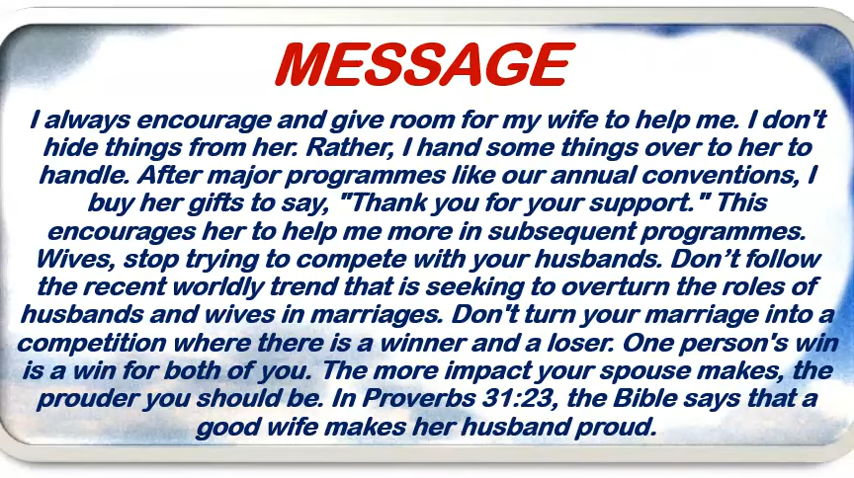 MESSAGE
I always encourage and give room for my wife to help me. I don't
hide things from her. Rather, I hand some things over to her to
handle. After major programmes like our annual conventions, I
buy her gifts to say, "Thank you for your support." This
encourages her to help me more in subsequent programmes.
Wives, stop trying to compete with your husbands. Don’t follow
the recent worldly trend that is seeking to overturn the roles of
husbands and wives in marriages. Don't turn your marriage into a
competition where there is a winner and a loser. One person's win
is a win for both of you. The more impact your spouse makes, the
prouder you should be. In Proverbs 31:23, the Bible says that a
good wife makes her husband proud.